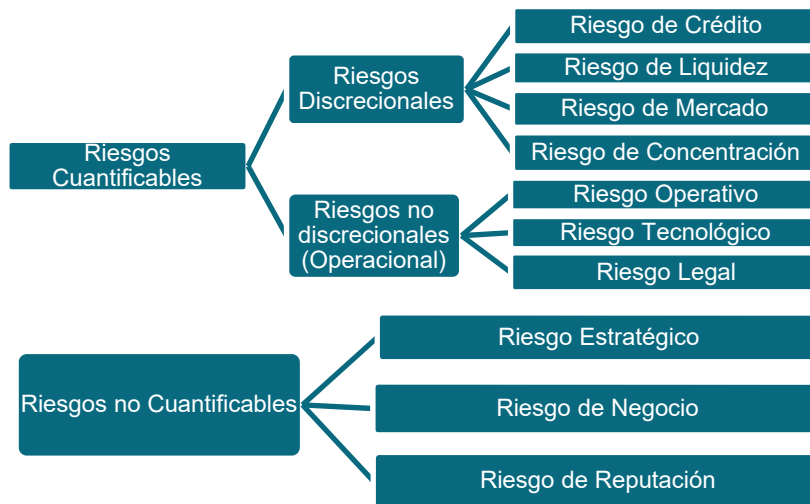 Riesgos
Cuantificables
Riesgos
Discrecionales
Riesgo de Crédito
Riesgo de Liquidez
Riesgo de Mercado
Riesgo de Concentración
Riesgos no
discrecionales
(Operacional)
Riesgo Operativo
Riesgo Tecnológico
Riesgo Legal
Riesgos no Cuantificables
Riesgo Estratégico
Riesgo de Negocio
Riesgo de Reputación